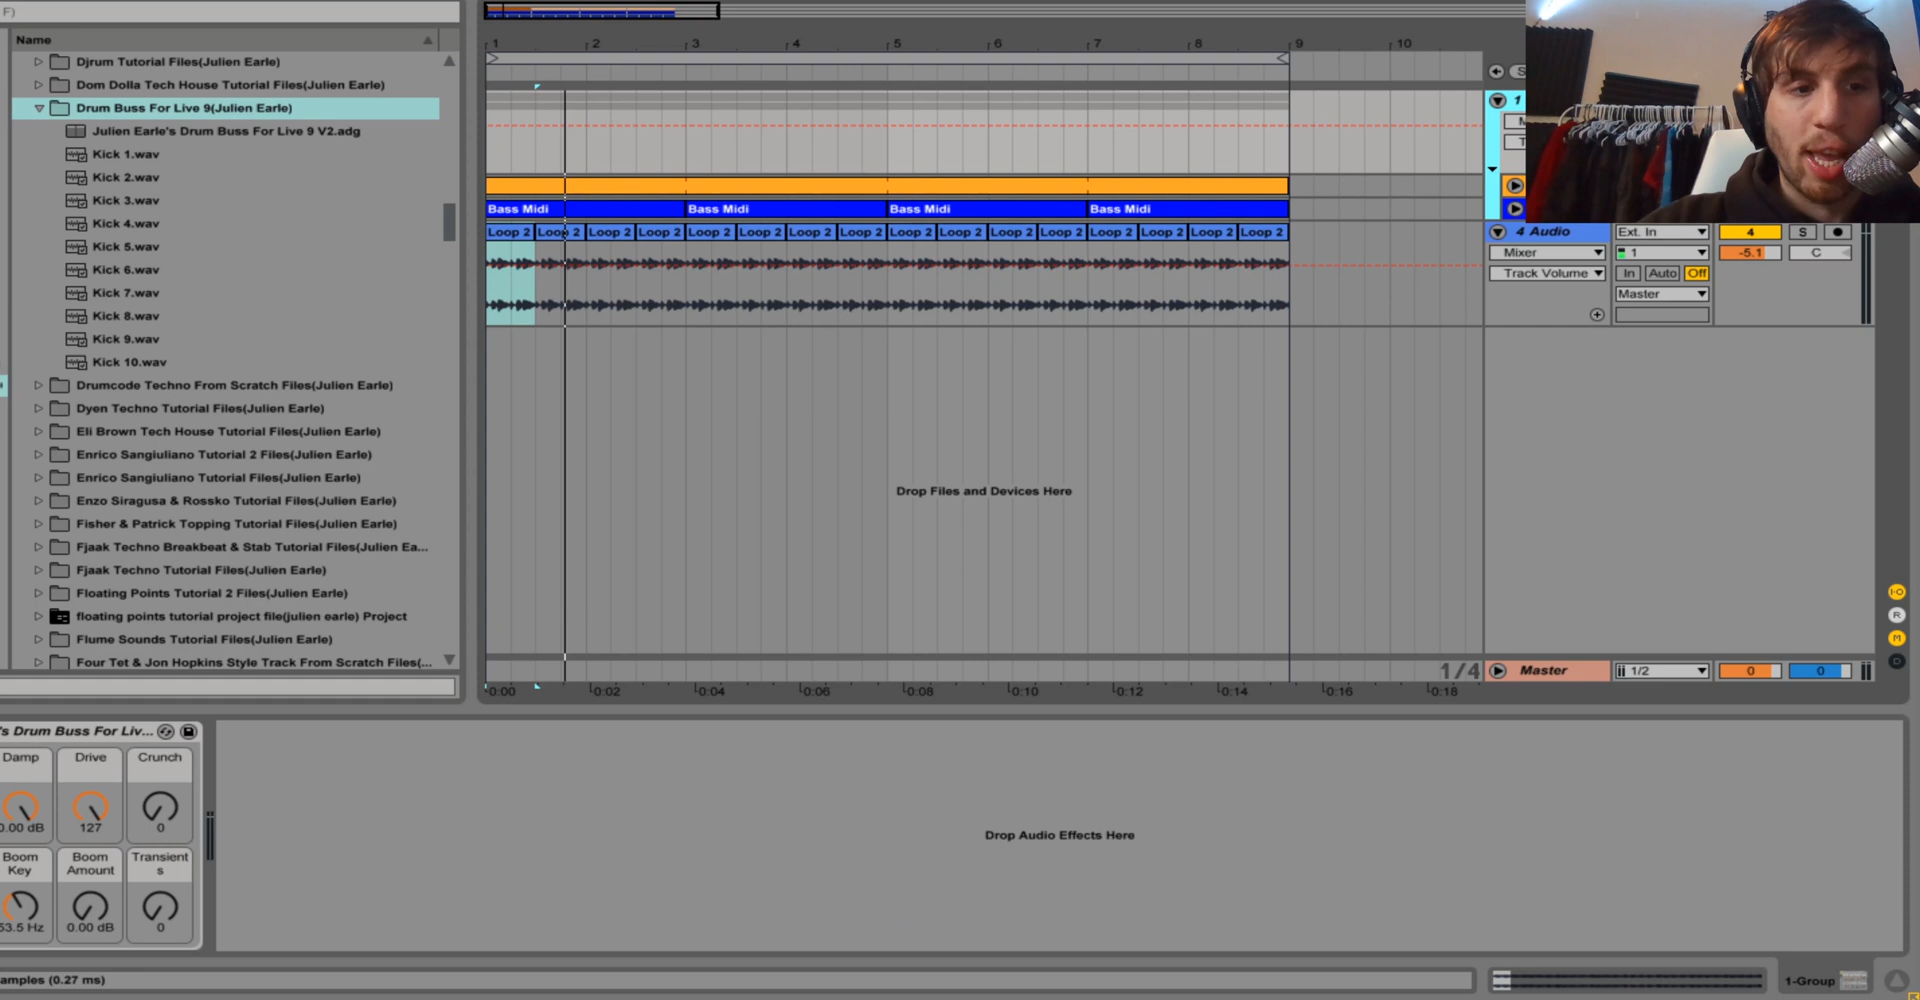 F)
Name
Djrum Tutorial Files(Julien Earle)
Dom Dolla Tech House Tutorial Files(Julien Earle)
Drum Buss For Live 9(Julien Earle)
Julien Earle's Drum Buss For Live 9 V2.adg
Kick 1.wav
Kick 2.wav
Kick 3.wav
Kick 4.wav
Kick 5.wav
Kick 6.wav
Kick 7.wav
Kick 8.wav
Kick 9.wav
Kick 10.wav
Drumcode Techno From Scratch Files(Julien Earle)
Dyen Techno Tutorial Files(Julien Earle)
Eli Brown Tech House Tutorial Files(Julien Earle)
Enrico Sangiuliano Tutorial 2 Files(Julien Earle)
Enrico Sangiuliano Tutorial Files(Julien Earle)
Enzo Siragusa & Rossko Tutorial Files(Julien Earle)
Fisher & Patrick Topping Tutorial Files(Julien Earle)
Fjaak Techno Breakbeat & Stab Tutorial Files(Julien Ea...
Fjaak Techno Tutorial Files(Julien Earle)
Floating Points Tutorial 2 Files(Julien Earle)
floating points tutorial project file(julien earle) Project
Flume Sounds Tutorial Files(Julien Earle)
Four Tet & Jon Hopkins Style Track From Scratch Files(...
1 2 3 4 5 6 7 8 9 10
S
1
Bass Midi Bass Midi Bass Midi Bass Midi
Loop 2 Loop 2 Loop 2 Loop 2 Loop 2 Loop 2 Loop 2 Loop 2 Loop 2 Loop 2 Loop 2 Loop 2 Loop 2 Loop 2 Loop 2 Loop 2
4 Audio Ext. In 4 S
Mixer 1 -5.1 C
Track Volume In Auto Off
Master
Drop Files and Devices Here
I·O
R
M
D
1/4 Master 1/2 0 0
0:00 0:02 0:04 0:06 0:08 0:10 0:12 0:14 0:16 0:18
's Drum Buss For Liv...
Damp Drive Crunch
0.00 dB 127 0
Boom Key Boom Amount Transient s
53.5 Hz 0.00 dB 0
Drop Audio Effects Here
amples (0.27 ms)
1-Group